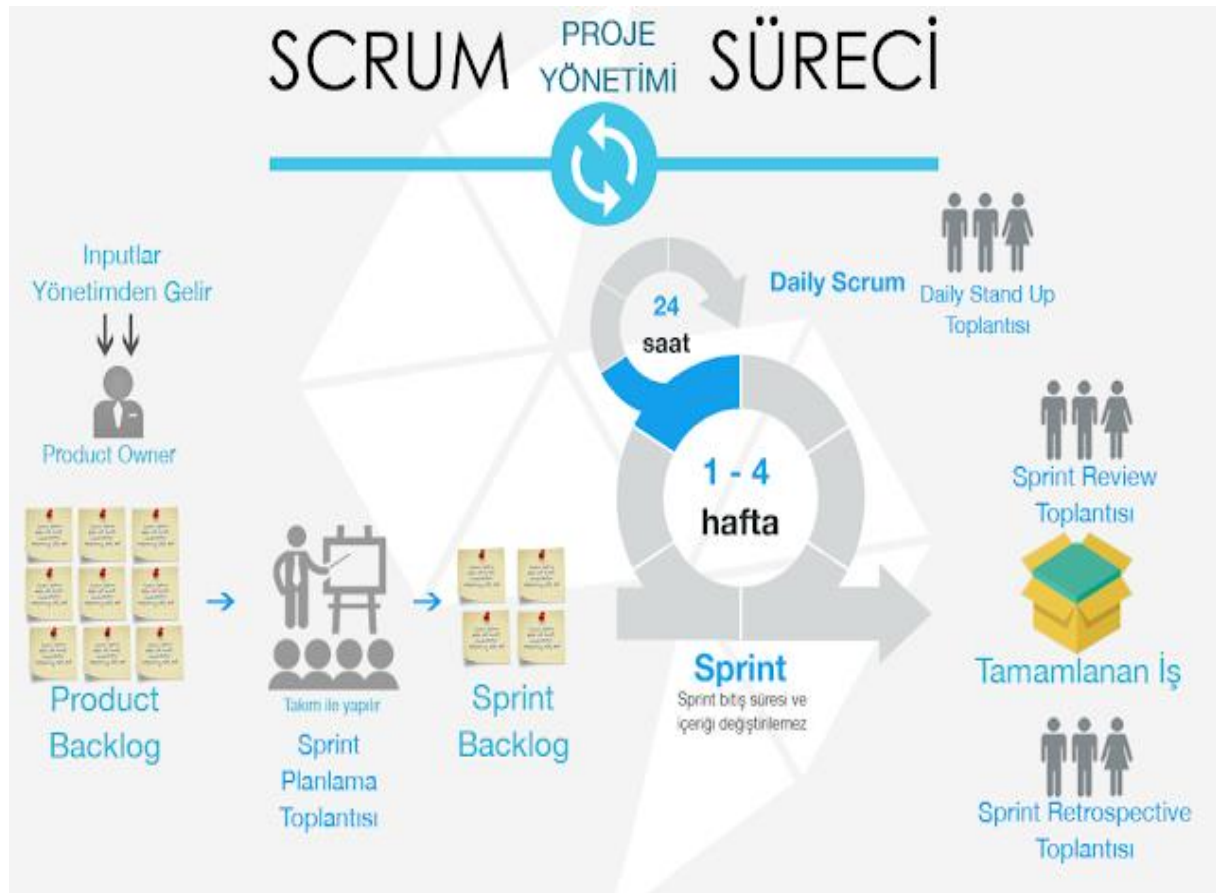 SCRUM PROJE YÖNETİMİ SÜRECİ
Inputlar
Yönetimden Gelir
Product Owner
Product
Backlog
Takım ile yapılır
Sprint
Planlama
Toplantısı
Sprint
Backlog
24
saat
1 - 4
hafta
Sprint
Sprint bitiş süresi ve
içeriği değiştirilemez
Daily Scrum
Daily Stand Up
Toplantısı
Sprint Review
Toplantısı
Tamamlanan İş
Sprint Retrospective
Toplantısı